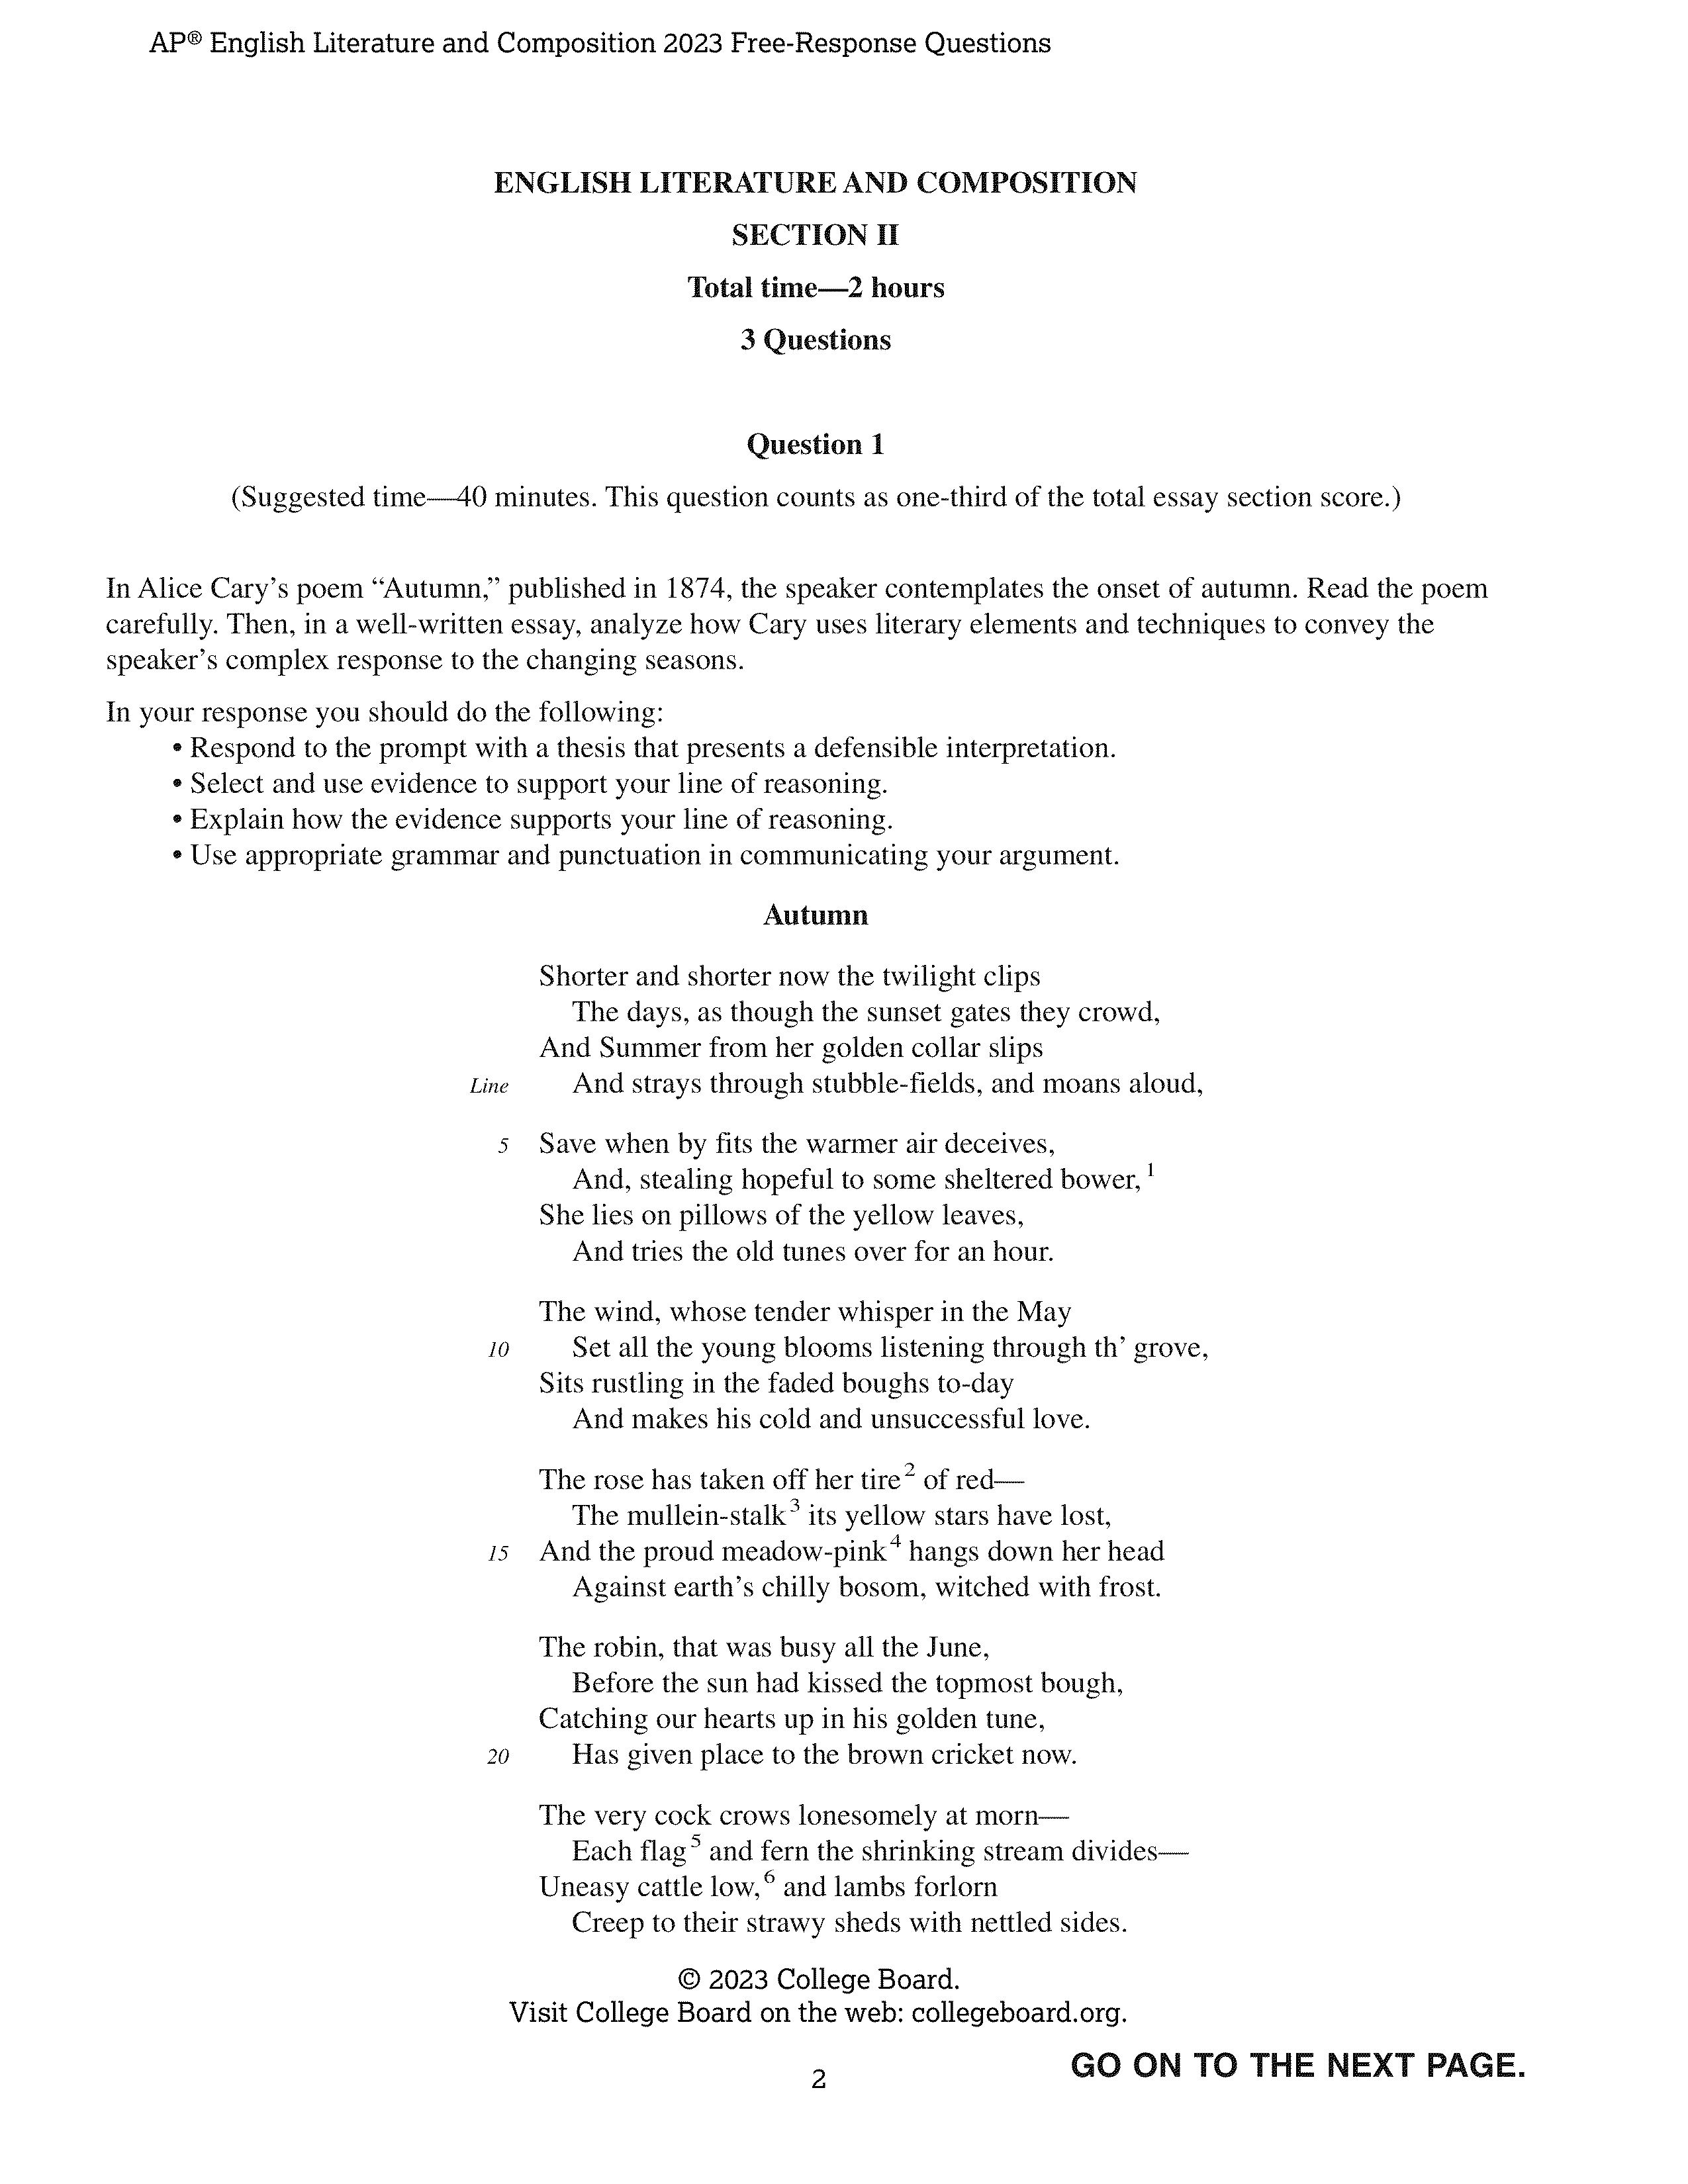 AP® English Literature and Composition 2023 Free-Response Questions
ENGLISH LITERATURE AND COMPOSITION
SECTION II
Total time—2 hours
3 Questions
Question 1
(Suggested time—40 minutes. This question counts as one-third of the total essay section score.)
In Alice Cary’s poem “Autumn,” published in 1874, the speaker contemplates the onset of autumn. Read the poem
carefully. Then, in a well-written essay, analyze how Cary uses literary elements and techniques to convey the
speaker’s complex response to the changing seasons.
In your response you should do the following:
• Respond to the prompt with a thesis that presents a defensible interpretation.
• Select and use evidence to support your line of reasoning.
• Explain how the evidence supports your line of reasoning.
• Use appropriate grammar and punctuation in communicating your argument.
Autumn
Shorter and shorter now the twilight clips
The days, as though the sunset gates they crowd,
And Summer from her golden collar slips
Line And strays through stubble-fields, and moans aloud,
5 Save when by fits the warmer air deceives,
And, stealing hopeful to some sheltered bower,1
She lies on pillows of the yellow leaves,
And tries the old tunes over for an hour.
The wind, whose tender whisper in the May
10 Set all the young blooms listening through th’ grove,
Sits rustling in the faded boughs to-day
And makes his cold and unsuccessful love.
The rose has taken off her tire2 of red—
The mullein-stalk3 its yellow stars have lost,
15 And the proud meadow-pink4 hangs down her head
Against earth’s chilly bosom, witched with frost.
The robin, that was busy all the June,
Before the sun had kissed the topmost bough,
Catching our hearts up in his golden tune,
20 Has given place to the brown cricket now.
The very cock crows lonesomely at morn—
Each flag5 and fern the shrinking stream divides—
Uneasy cattle low,6 and lambs forlorn
Creep to their strawy sheds with nettled sides.
© 2023 College Board.
Visit College Board on the web: collegeboard.org.
GO ON TO THE NEXT PAGE.
2